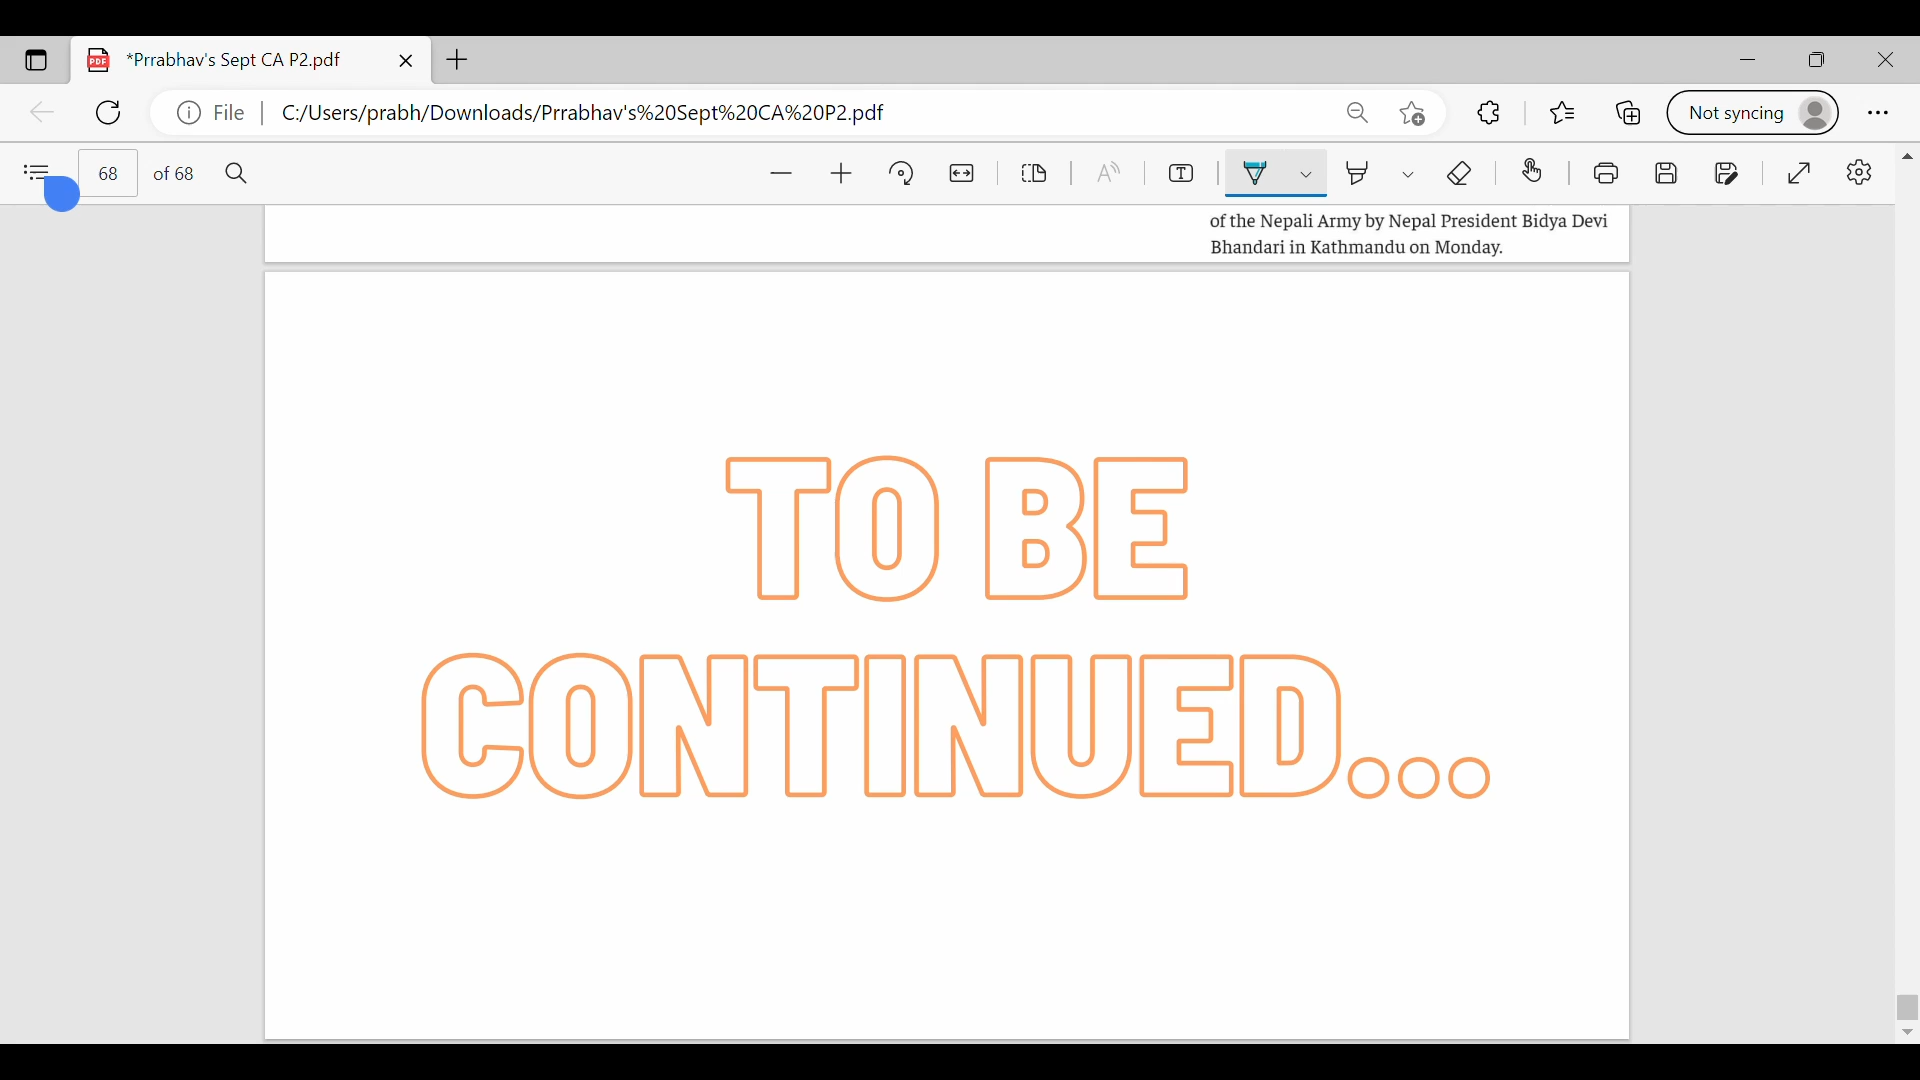 *Prrabhav's Sept CA P2.pdf
File
C:/Users/prabh/Downloads/Prrabhav's%20Sept%20CA%20P2.pdf
Not syncing
68 of 68
of the Nepali Army by Nepal President Bidya Devi
Bhandari in Kathmandu on Monday.
TO BE
CONTINUED...